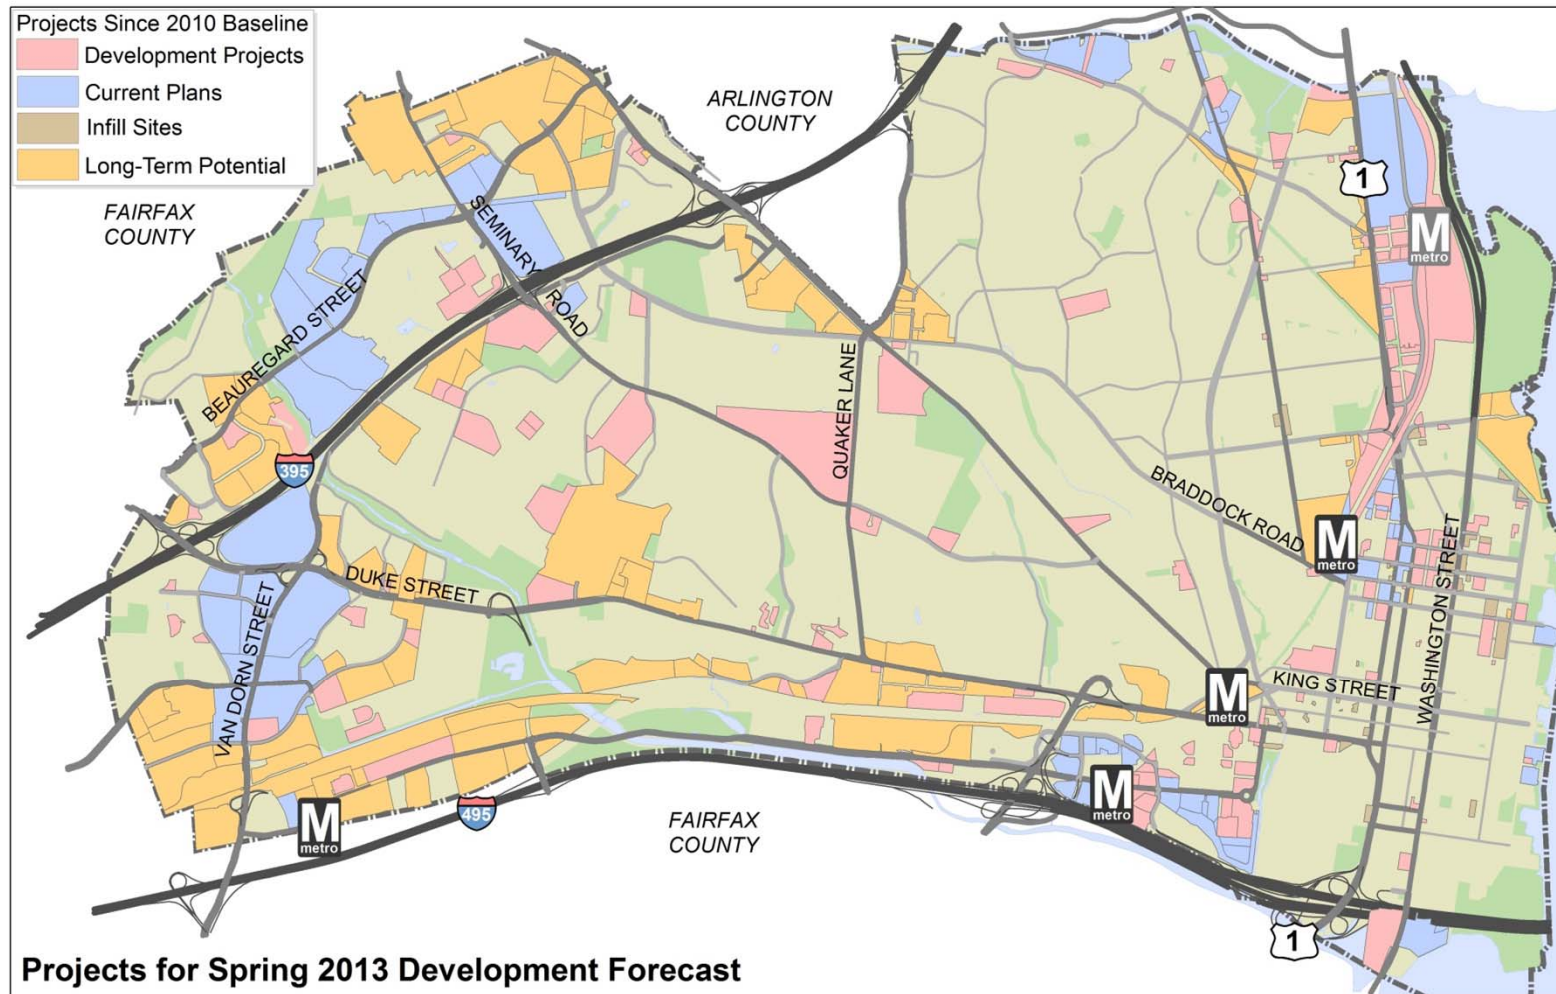 Projects Since 2010 Baseline
Development Projects
Current Plans
Infill Sites
Long-Term Potential
ARLINGTON
COUNTY
FAIRFAX
COUNTY
1
M
metro
SEMINARY
ROAD
BEAUREGARD STREET
QUAKER LANE
395
BRADDOCK ROAD
M
metro
WASHINGTON STREET
DUKE STREET
VAN DORN STREET
KING STREET
M
metro
M
metro
M
metro
495
FAIRFAX
COUNTY
1
Projects for Spring 2013 Development Forecast